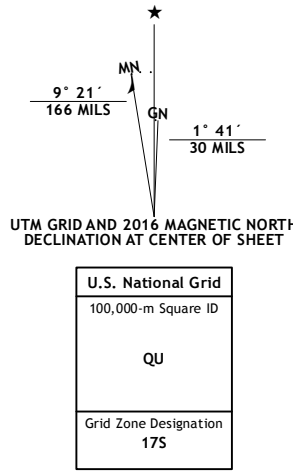 ★
MN
9° 21´
166 MILS
GN
1° 41´
30 MILS
UTM GRID AND 2016 MAGNETIC NORTH
DECLINATION AT CENTER OF SHEET
U.S. National Grid
100,000-m Square ID
QU
Grid Zone Designation
17S